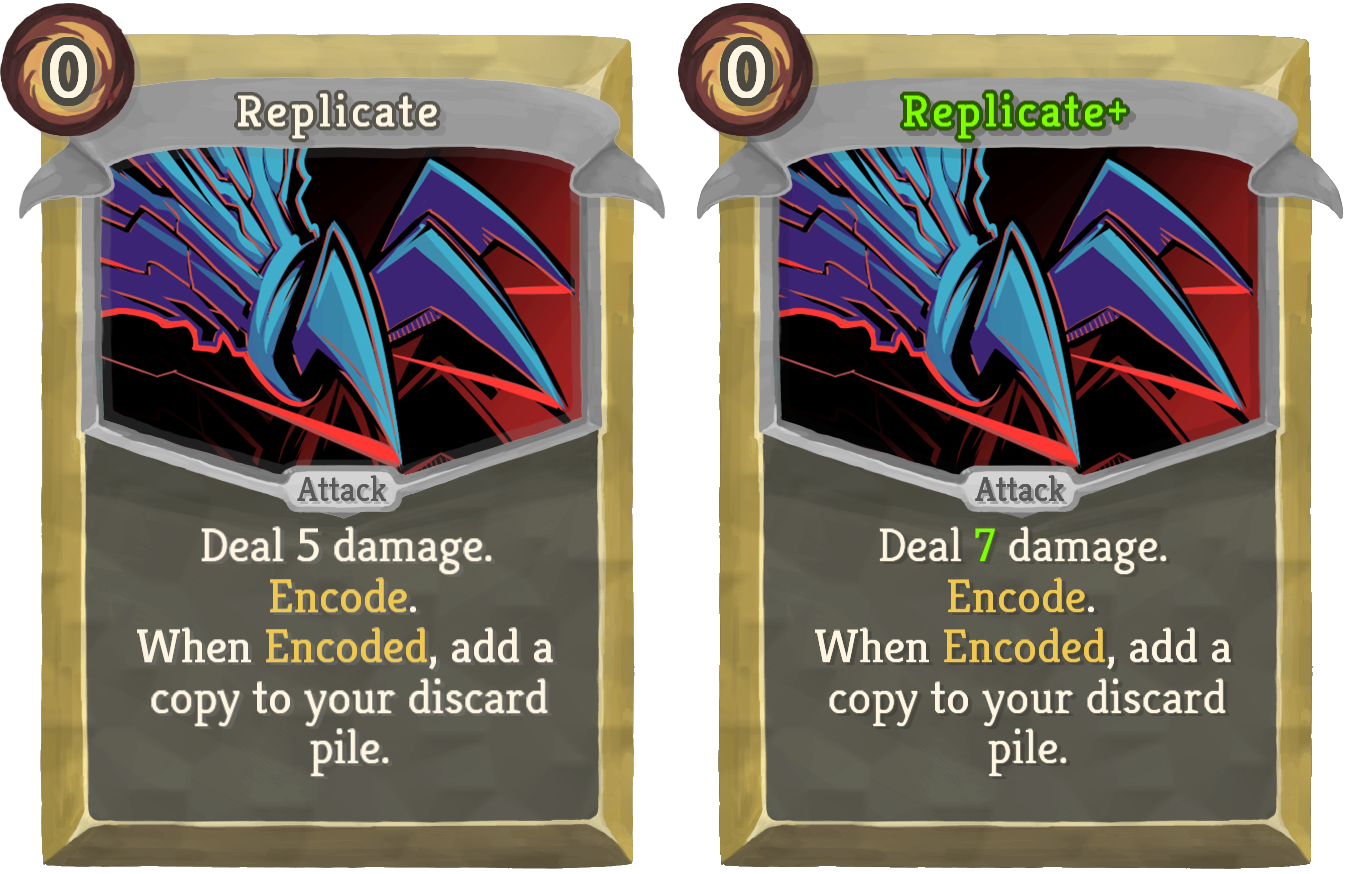 0
Replicate
Attack
Deal 5 damage.
Encode.
When Encoded, add a
copy to your discard
pile.
0
Replicate+
Attack
Deal 7 damage.
Encode.
When Encoded, add a
copy to your discard
pile.